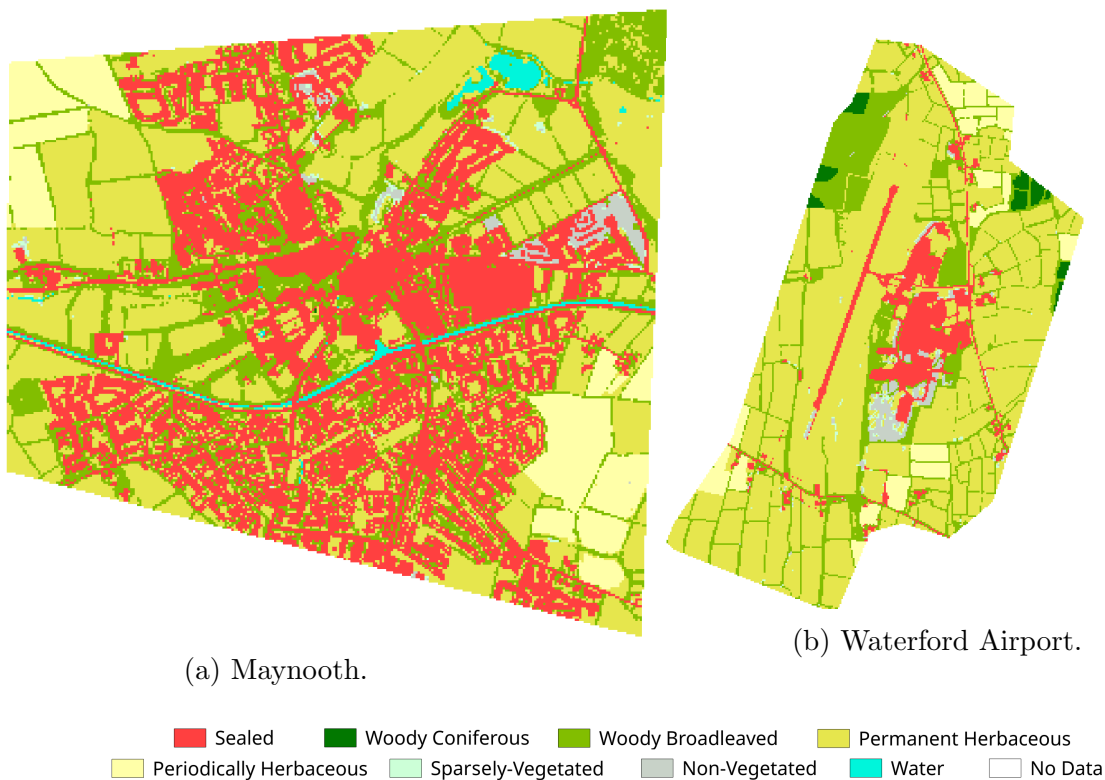 (a) Maynooth.
(b) Waterford Airport.
Sealed Woody Coniferous Woody Broadleaved Permanent Herbaceous
Periodically Herbaceous Sparsely-Vegetated Non-Vegetated Water No Data